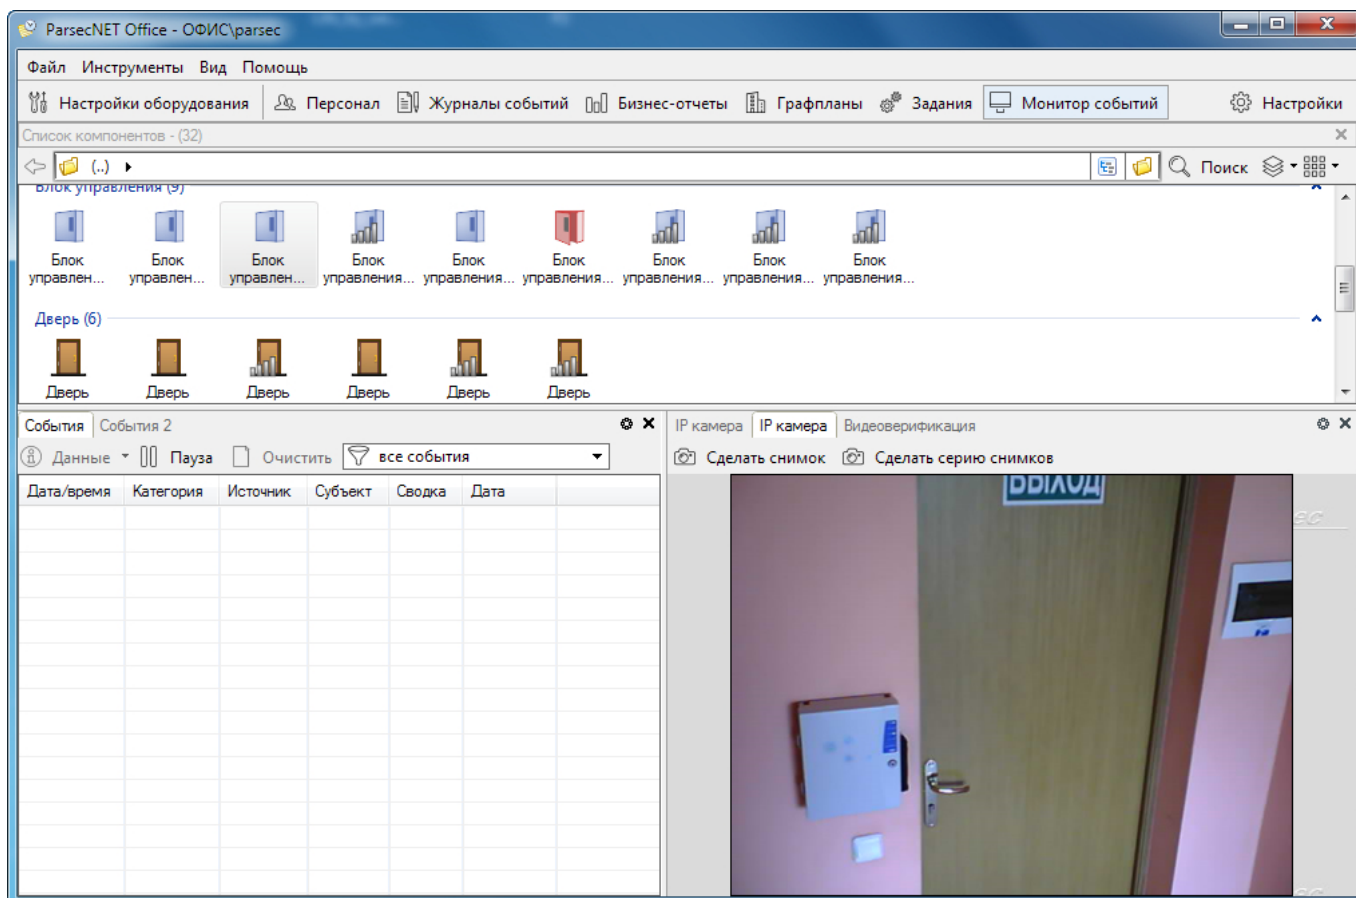 ParsecNET Office - ОФИС\parsec
Файл Инструменты Вид Помощь
Настройки оборудования Персонал Журналы событий Бизнес-отчеты Графпланы Задания Монитор событий Настройки
Список компонентов - (32)
(..) Поиск
Блок управления (9)
Блок Блок Блок Блок Блок Блок Блок Блок Блок
управлен... управлен... управлен... управления... управления... управления... управления... управления... управления...
Дверь (6)
Дверь Дверь Дверь Дверь Дверь Дверь
События События 2
Данные Пауза Очистить все события
Дата/время Категория Источник Субъект Сводка Дата
IP камера IP камера Видеоверификация
Сделать снимок Сделать серию снимков
ВЫХОД